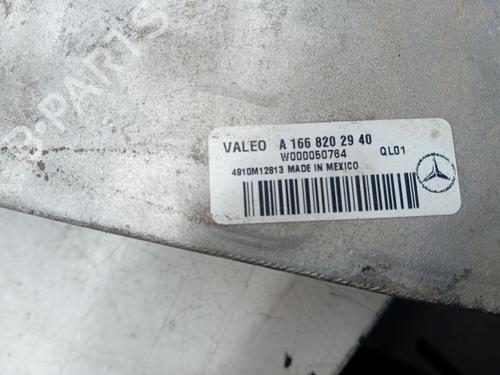 B-PARTS
VALEO A 166 820 29 40
W000050764 QL01
4910M12813 MADE IN MEXICO